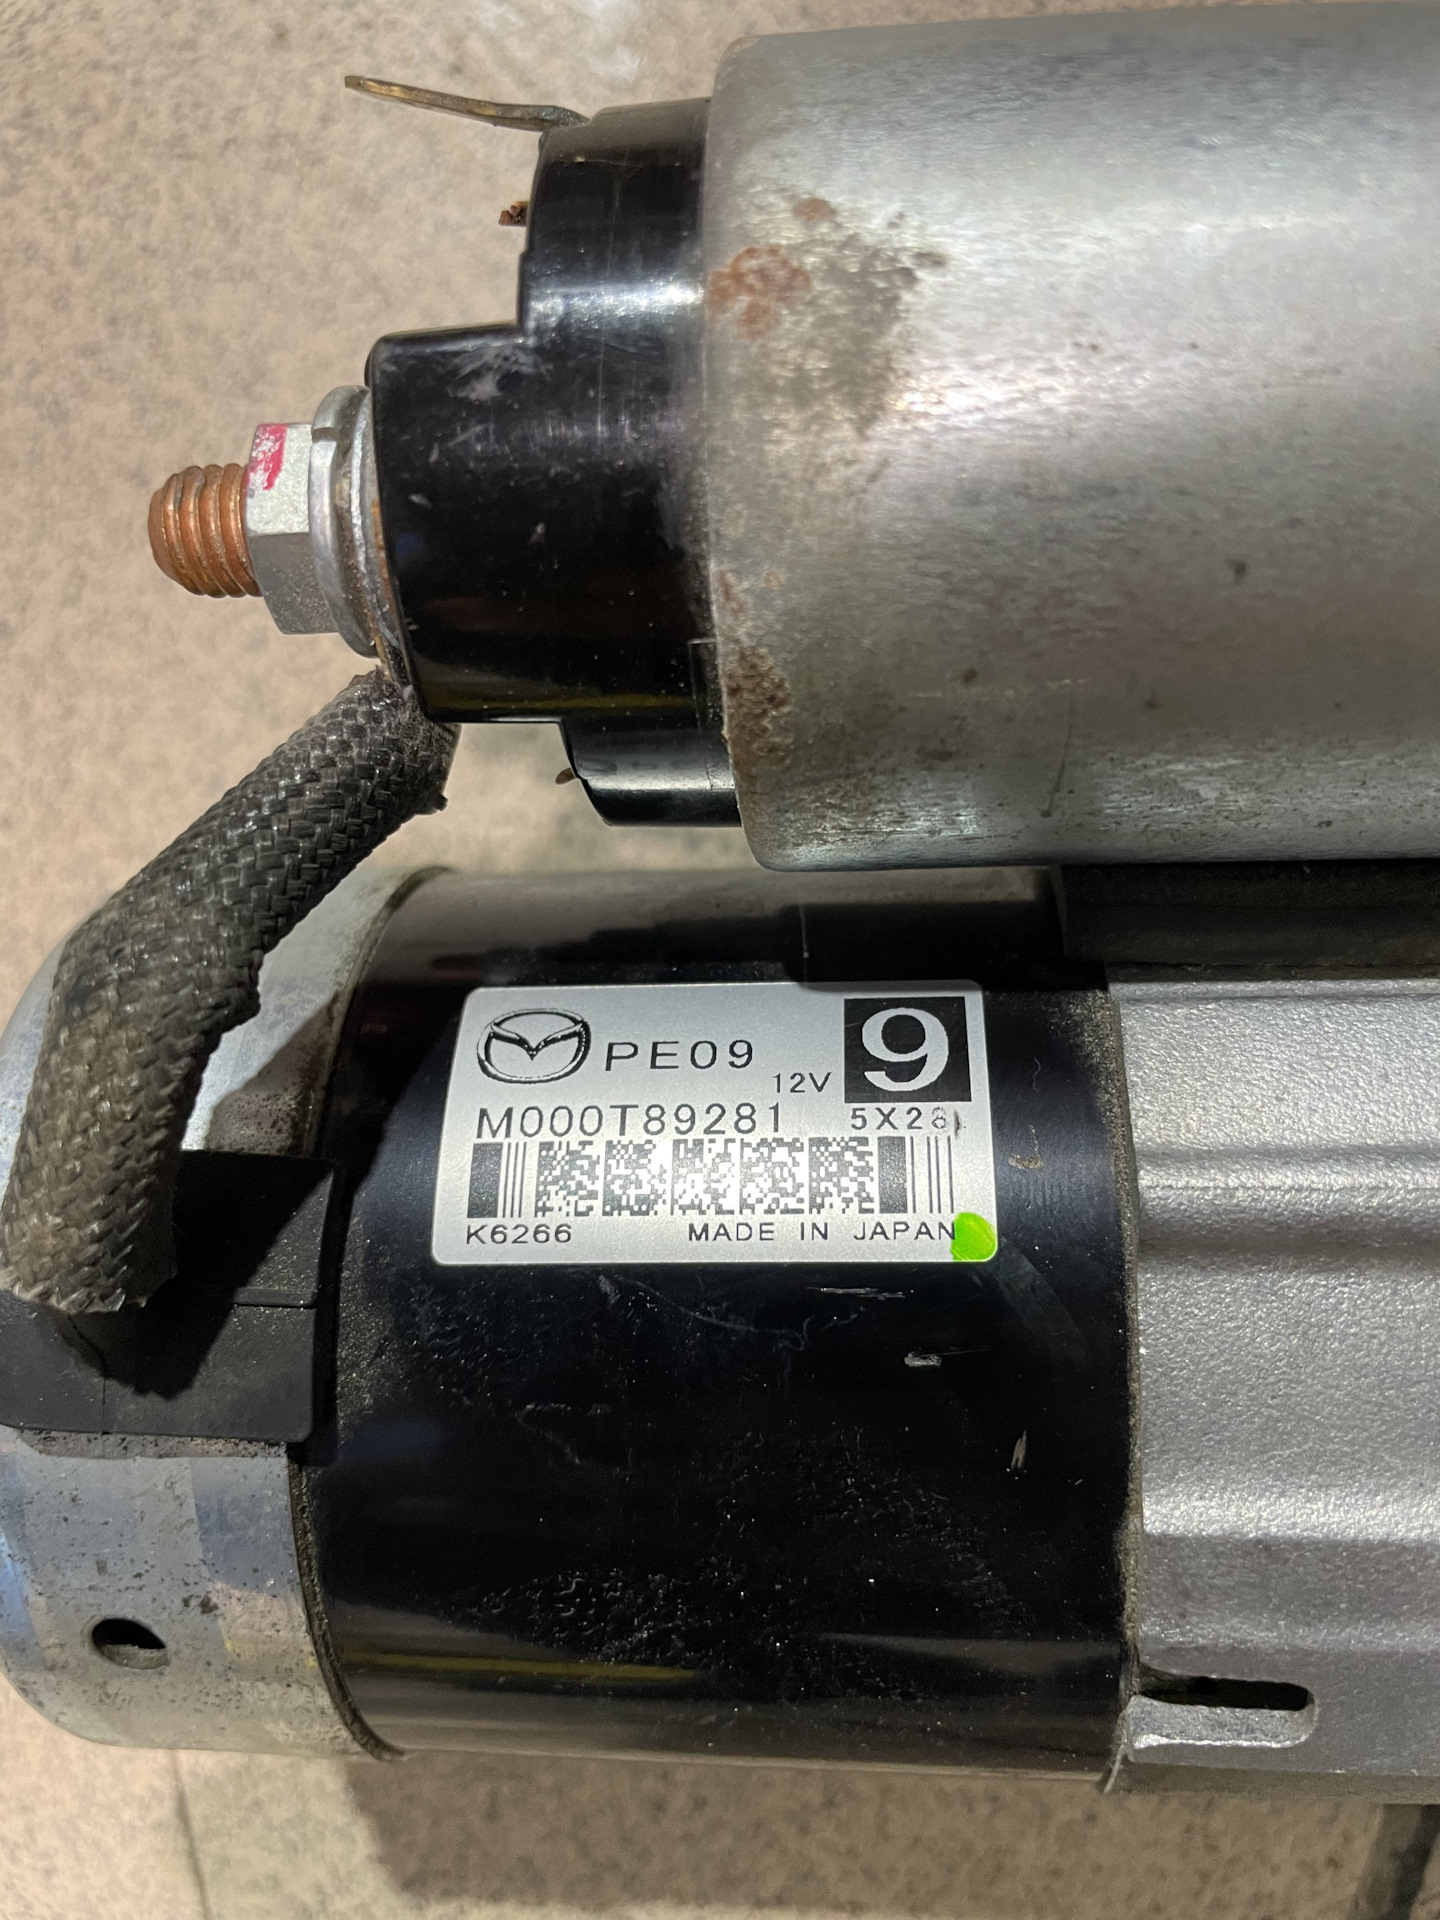 PE09
12V
9
M000T89281 5X28
K6266 MADE IN JAPAN